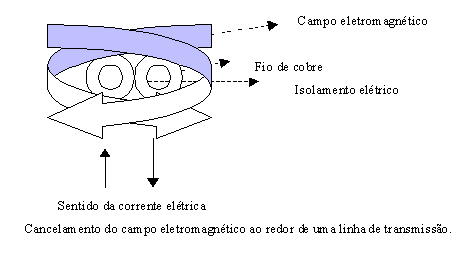 Campo eletromagnético
Fio de cobre
Isolamento elétrico
Sentido da corrente elétrica
Cancelamento do campo eletromagnético ao redor de uma linha de transmissão.